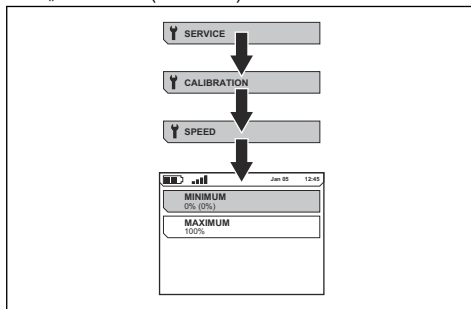 SERVICE
CALIBRATION
SPEED
Jan 05 12:45
MINIMUM
0% (0%)
MAXIMUM
100%